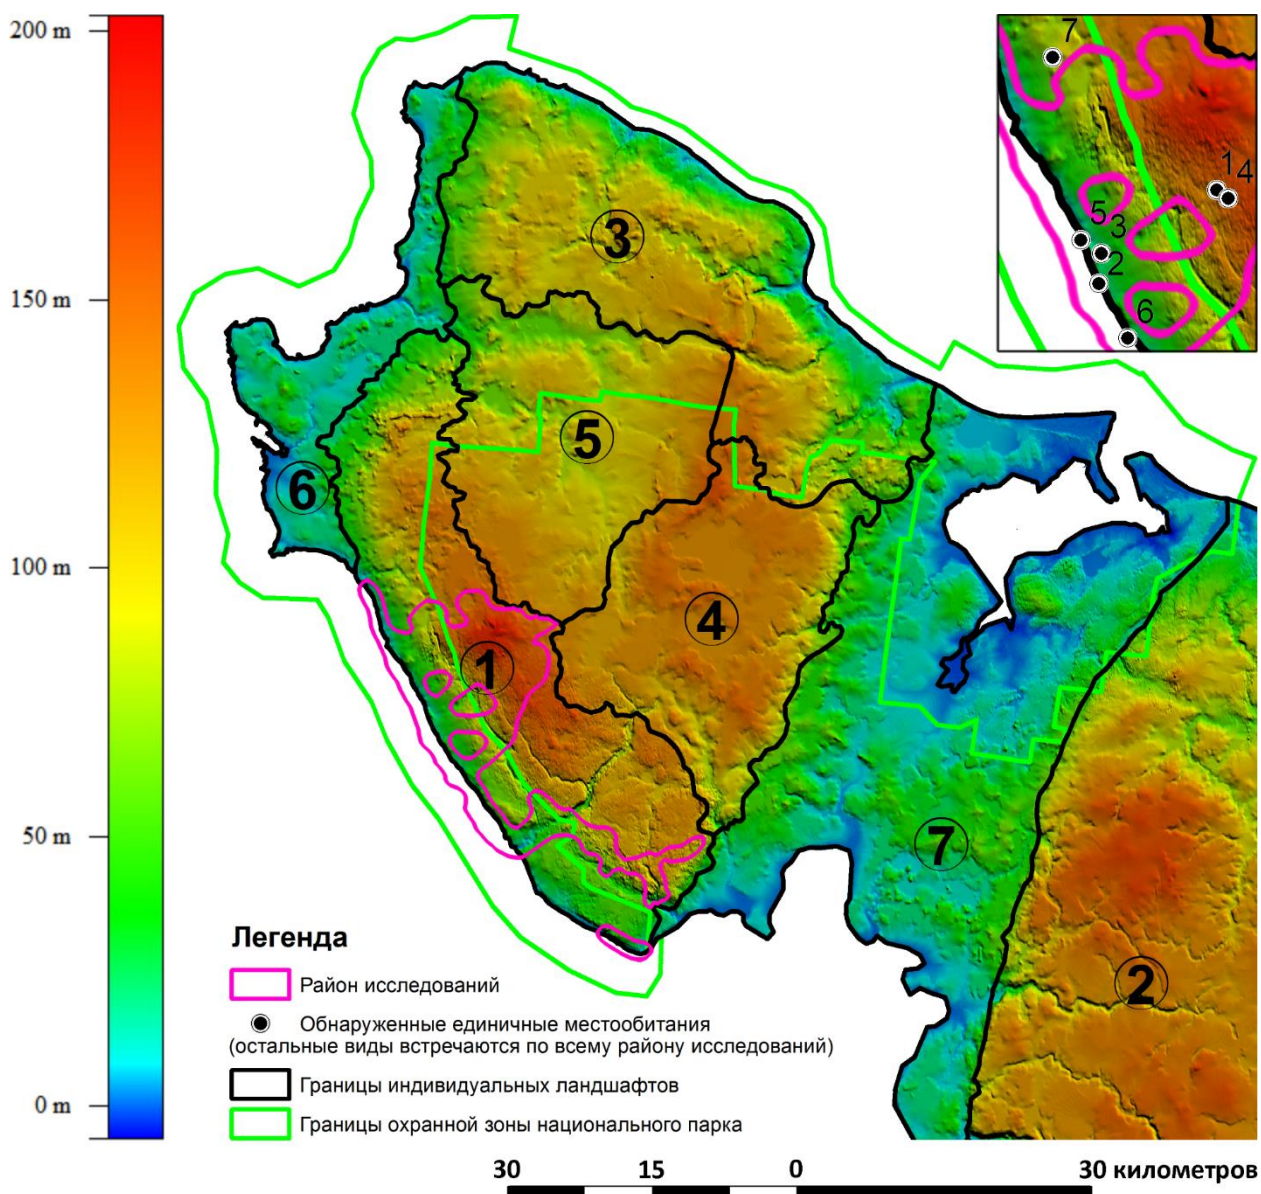 200 m
150 m
100 m
50 m
0 m
7
14
5
3
2
6
3
5
6
4
1
7
2
Легенда
Район исследований
Обнаруженные единичные местообитания
(остальные виды встречаются по всему району исследований)
Границы индивидуальных ландшафтов
Границы охранной зоны национального парка
30 15 0 30 километров